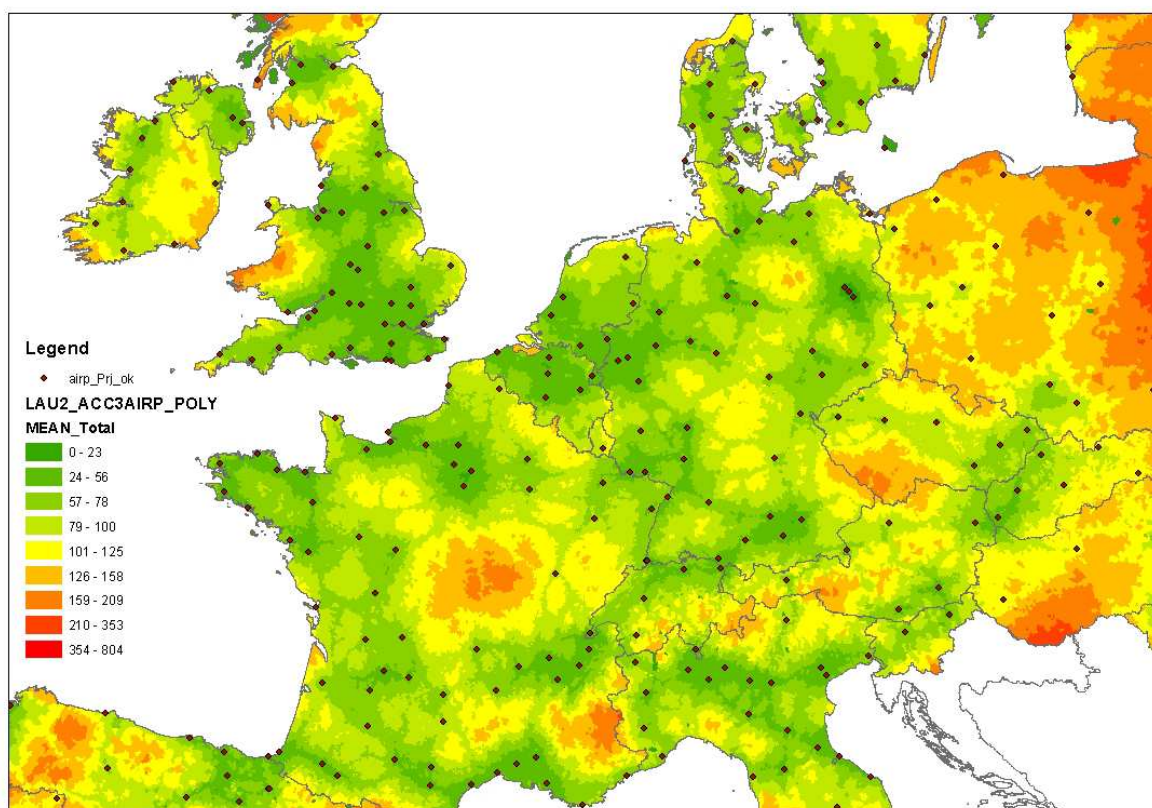 Legend
airp_Prj_ok
LAU2_ACC3AIRP_POLY
MEAN_Total
0 - 23
24 - 56
57 - 78
79 - 100
101 - 125
126 - 158
159 - 209
210 - 353
354 - 804